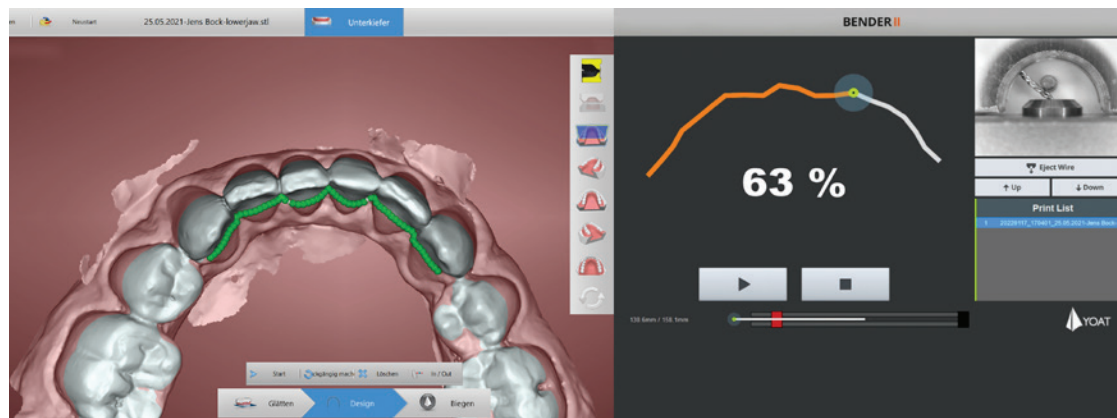 en
Neustart
25.05.2021-Jens Bock-lowerjaw.stl
Unterkiefer
Start
Löschen
In / Out
Glätten
Design
Biegen
BENDER II
63 %
Eject Wire
↑ Up
↓ Down
Print List
YOAT